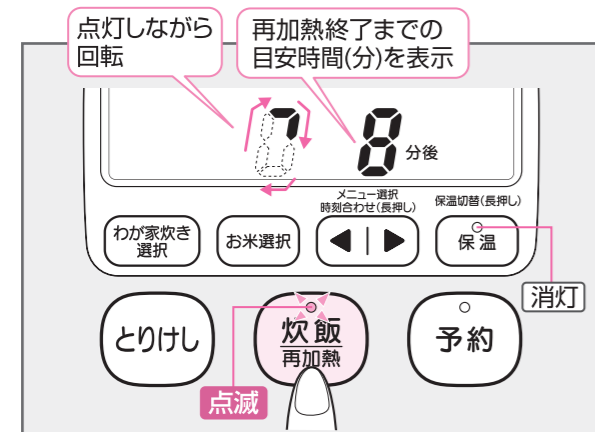 点灯しながら
回転
再加熱終了までの
目安時間(分)を表示
8 分後
メニュー選択
時刻合わせ(長押し)
保温切替(長押し)
わが家炊き
選択
お米選択
保温
消灯
とりけし
炊飯
再加熱
予約
点滅